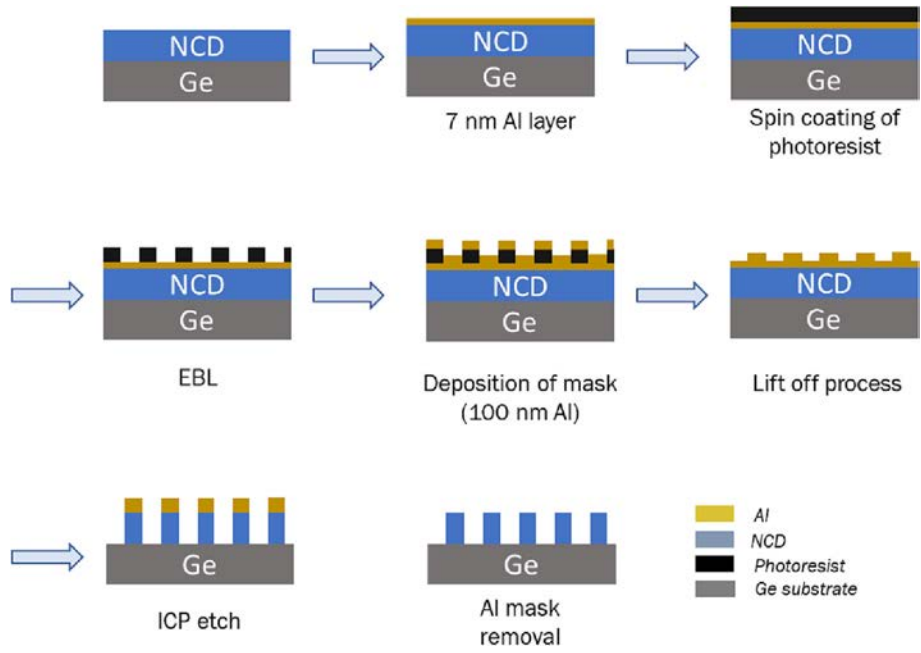 NCD
Ge
NCD
Ge
7 nm Al layer
NCD
Ge
Spin coating of
photoresist
NCD
Ge
EBL
NCD
Ge
Deposition of mask
(100 nm Al)
NCD
Ge
Lift off process
Ge
ICP etch
Ge
Al mask
removal
Al
NCD
Photoresist
Ge substrate